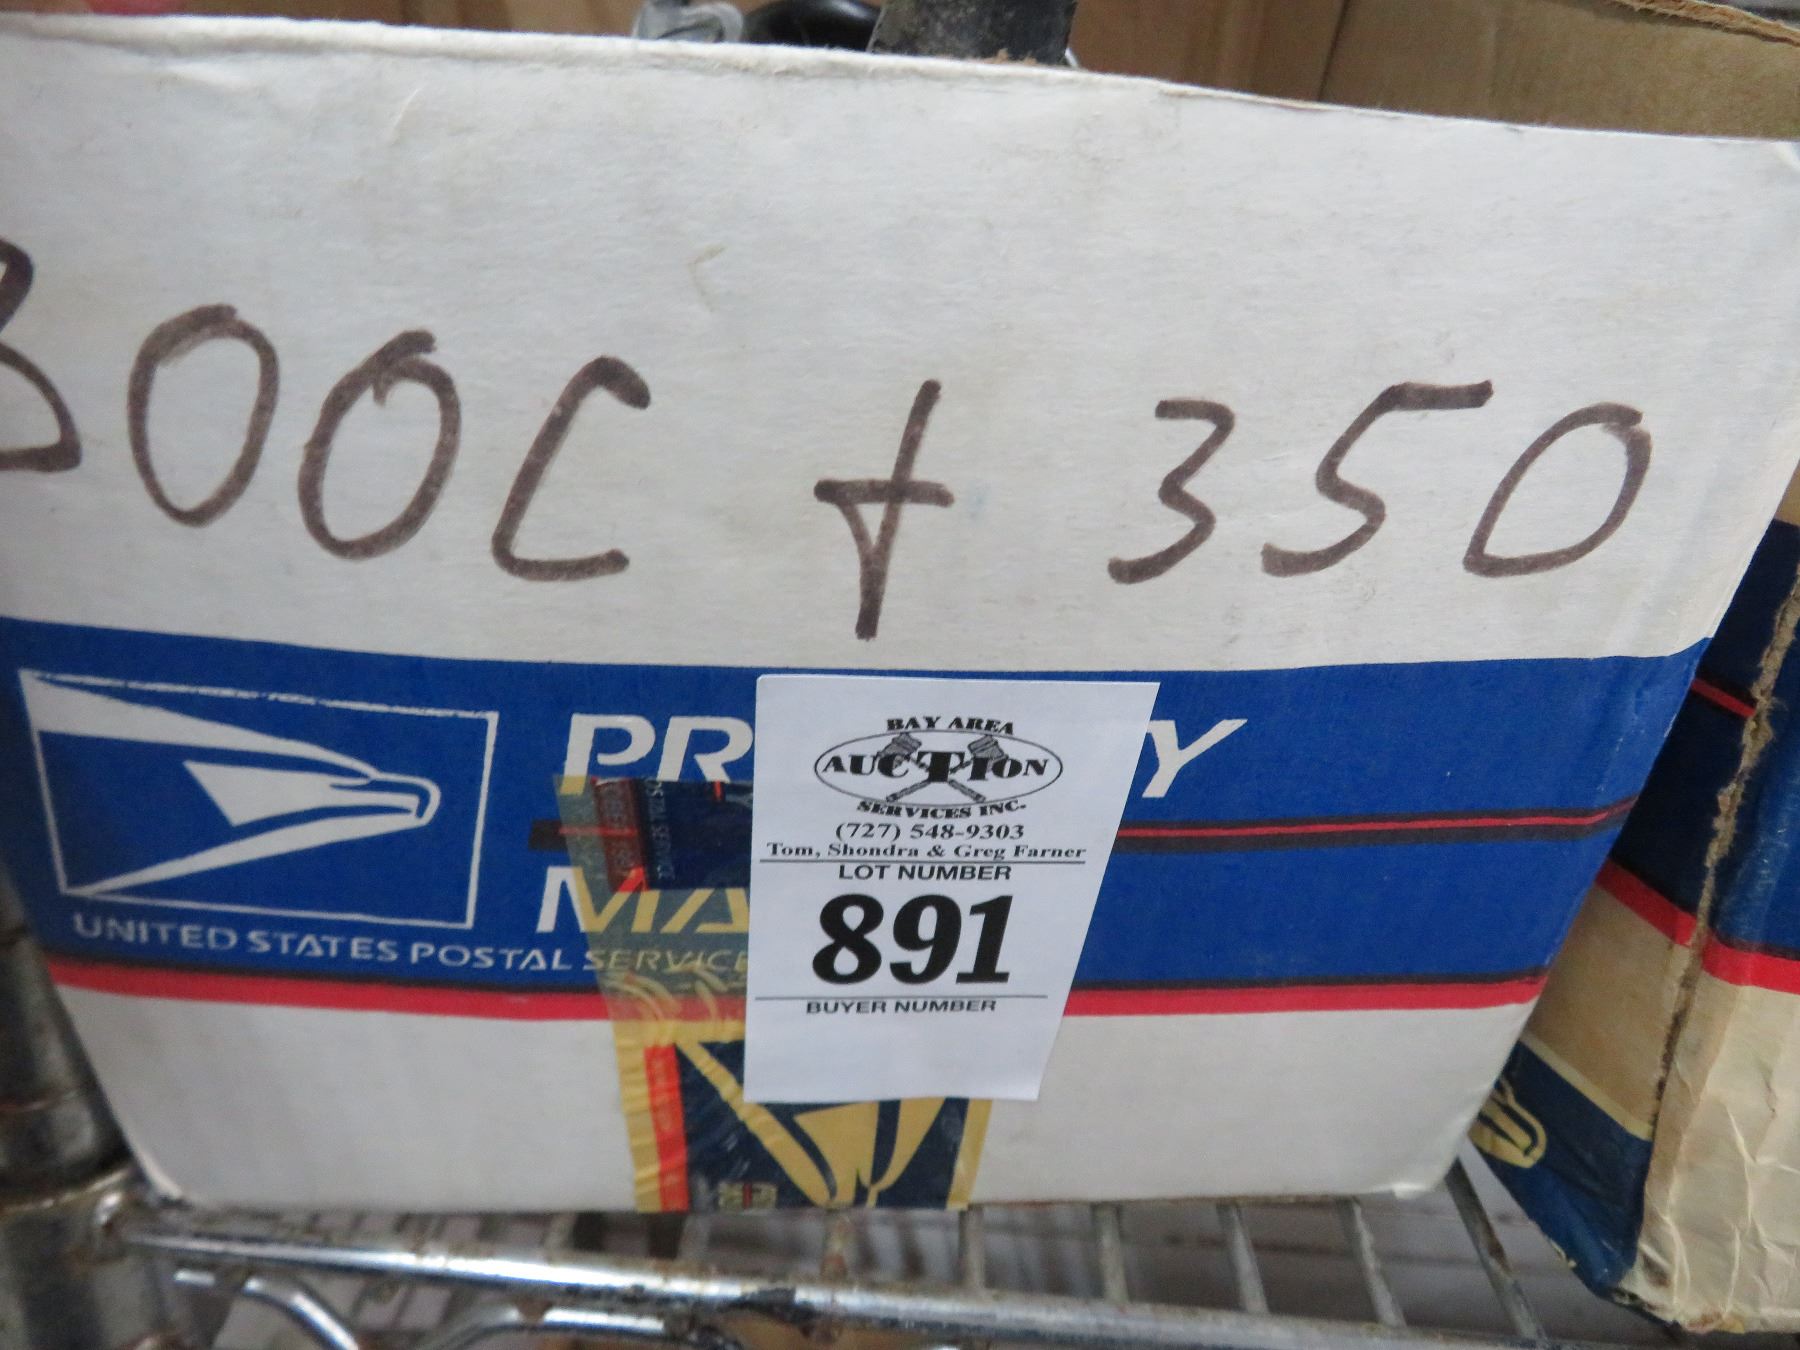 300C + 350
PR
Y
MA
UNITED STATES POSTAL SERVICE
BAY AREA
AUCTION
SERVICES INC.
(727) 548-9303
Tom, Shondra & Greg Farner
LOT NUMBER
891
BUYER NUMBER